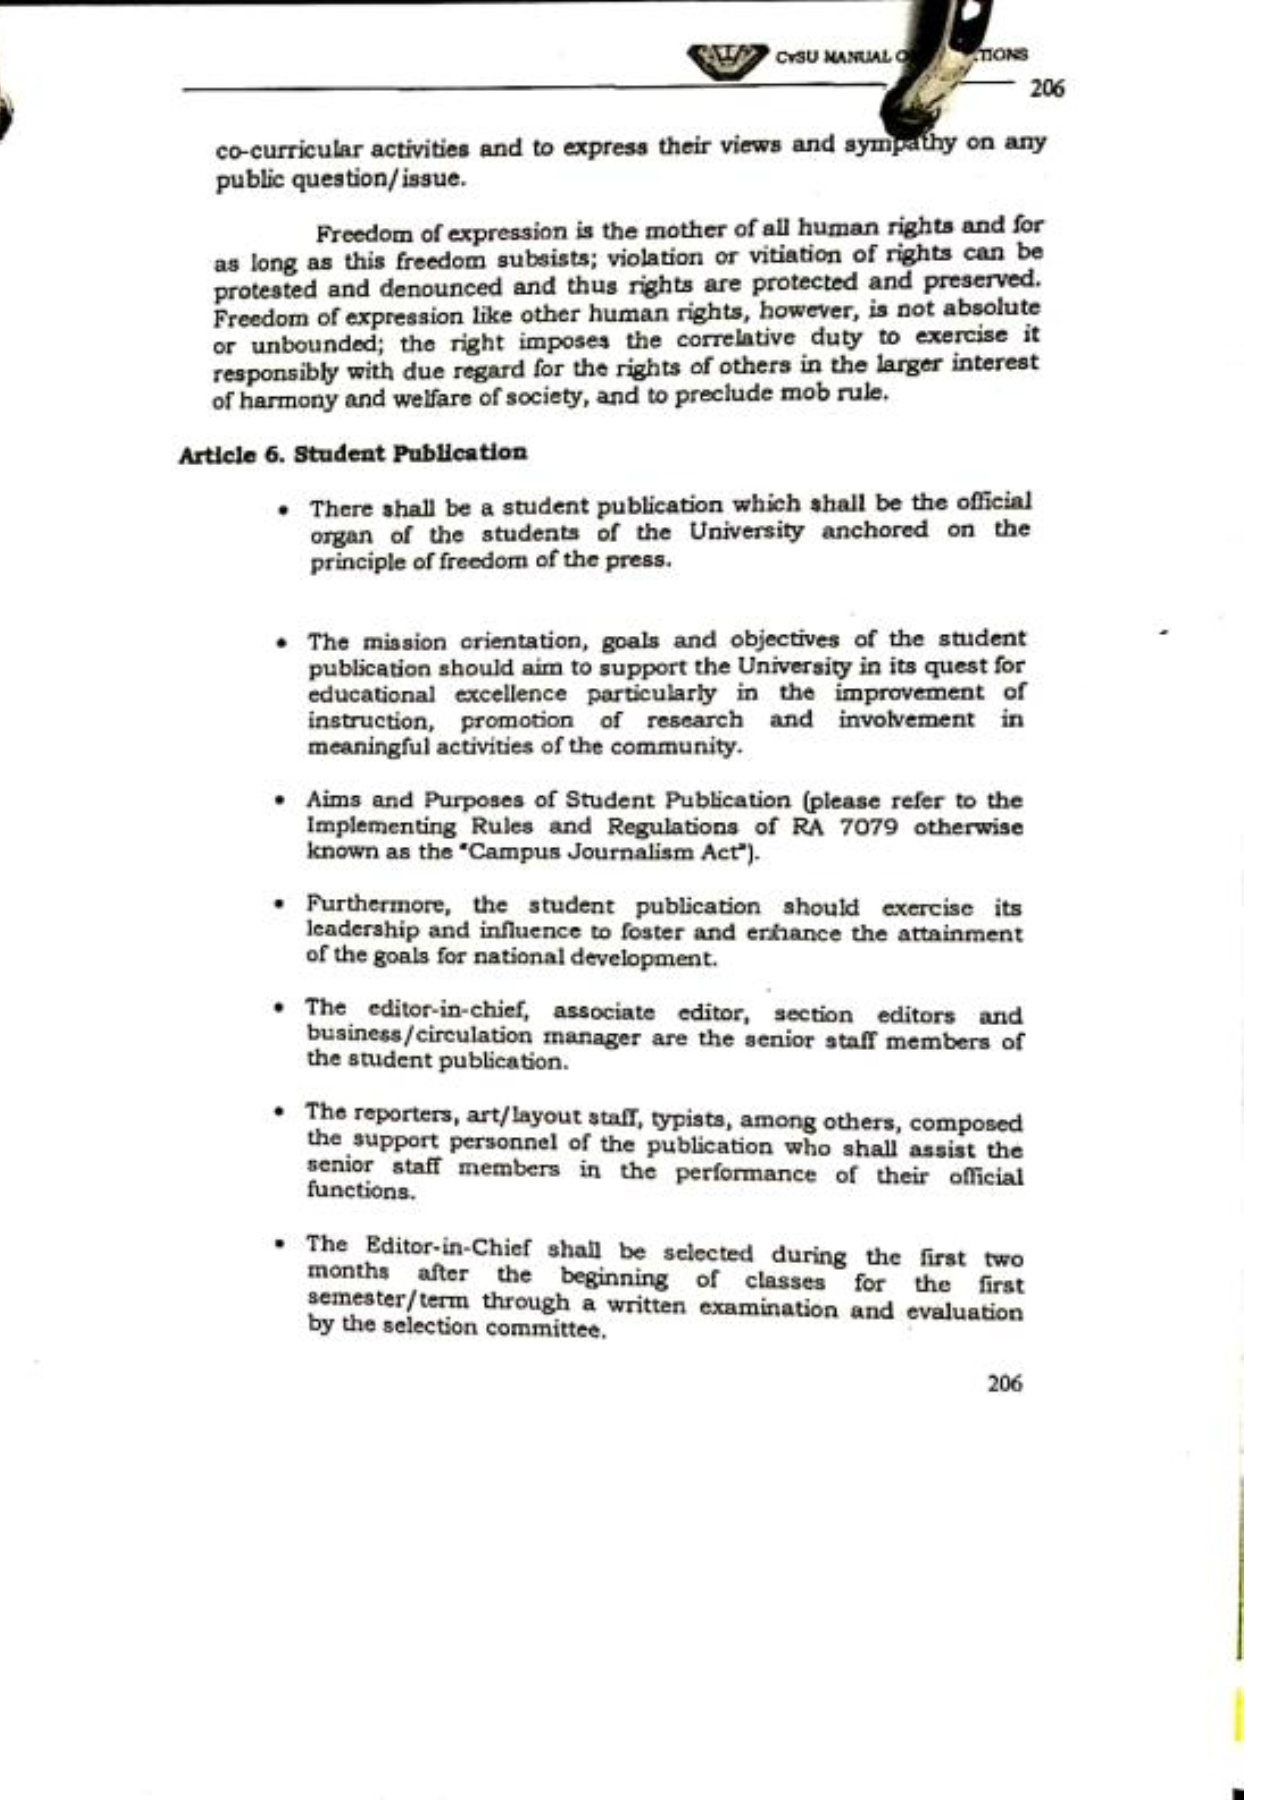 CvSU MANUAL O TIONS
206
co-curricular activities and to express their views and sympathy on any
public question/issue.
Freedom of expression is the mother of all human rights and for
as long as this freedom subsists; violation or vitiation of rights can be
protested and denounced and thus rights are protected and preserved.
Freedom of expression like other human rights, however, is not absolute
or unbounded; the right imposes the correlative duty to exercise it
responsibly with due regard for the rights of others in the larger interest
of harmony and welfare of society, and to preclude mob rule.
Article 6. Student Publication
• There shall be a student publication which shall be the official
organ of the students of the University anchored on the
principle of freedom of the press.
• The mission orientation, goals and objectives of the student
publication should aim to support the University in its quest for
educational excellence particularly in the improvement of
instruction, promotion of research and involvement in
meaningful activities of the community.
• Aims and Purposes of Student Publication (please refer to the
Implementing Rules and Regulations of RA 7079 otherwise
known as the "Campus Journalism Act").
• Furthermore, the student publication should exercise its
leadership and influence to foster and enhance the attainment
of the goals for national development.
• The editor-in-chief, associate editor, section editors and
business/circulation manager are the senior staff members of
the student publication.
• The reporters, art/layout staff, typists, among others, composed
the support personnel of the publication who shall assist the
senior staff members in the performance of their official
functions.
• The Editor-in-Chief shall be selected during the first two
months after the beginning of classes for the first
semester/term through a written examination and evaluation
by the selection committee.
206